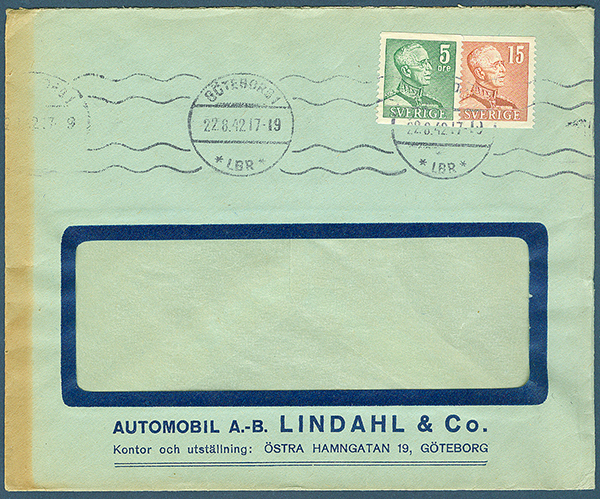 5
öre
SVERIGE
15
SVERIGE
GÖTEBORG 1
22.8.42.17-19
* LBR *
22.8.42.17-19
* LBR *
AUTOMOBIL A.-B. LINDAHL & Co.
Kontor och utställning: ÖSTRA HAMNGATAN 19, GÖTEBORG